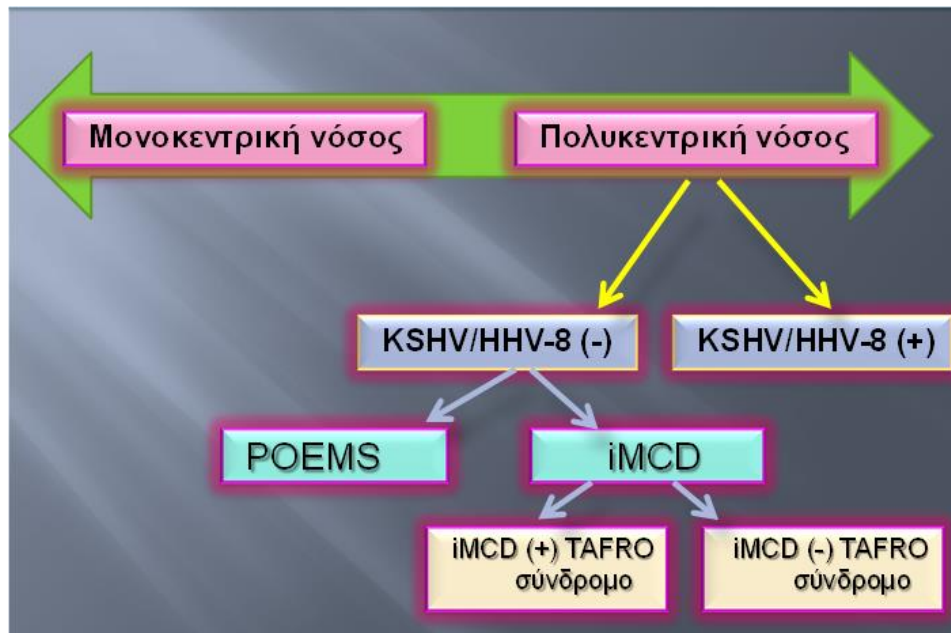 Μονοκεντρική νόσος
Πολυκεντρική νόσος
KSHV/HHV-8 (-)
KSHV/HHV-8 (+)
POEMS
iMCD
iMCD (+) TAFRO
σύνδρομο
iMCD (-) TAFRO
σύνδρομο